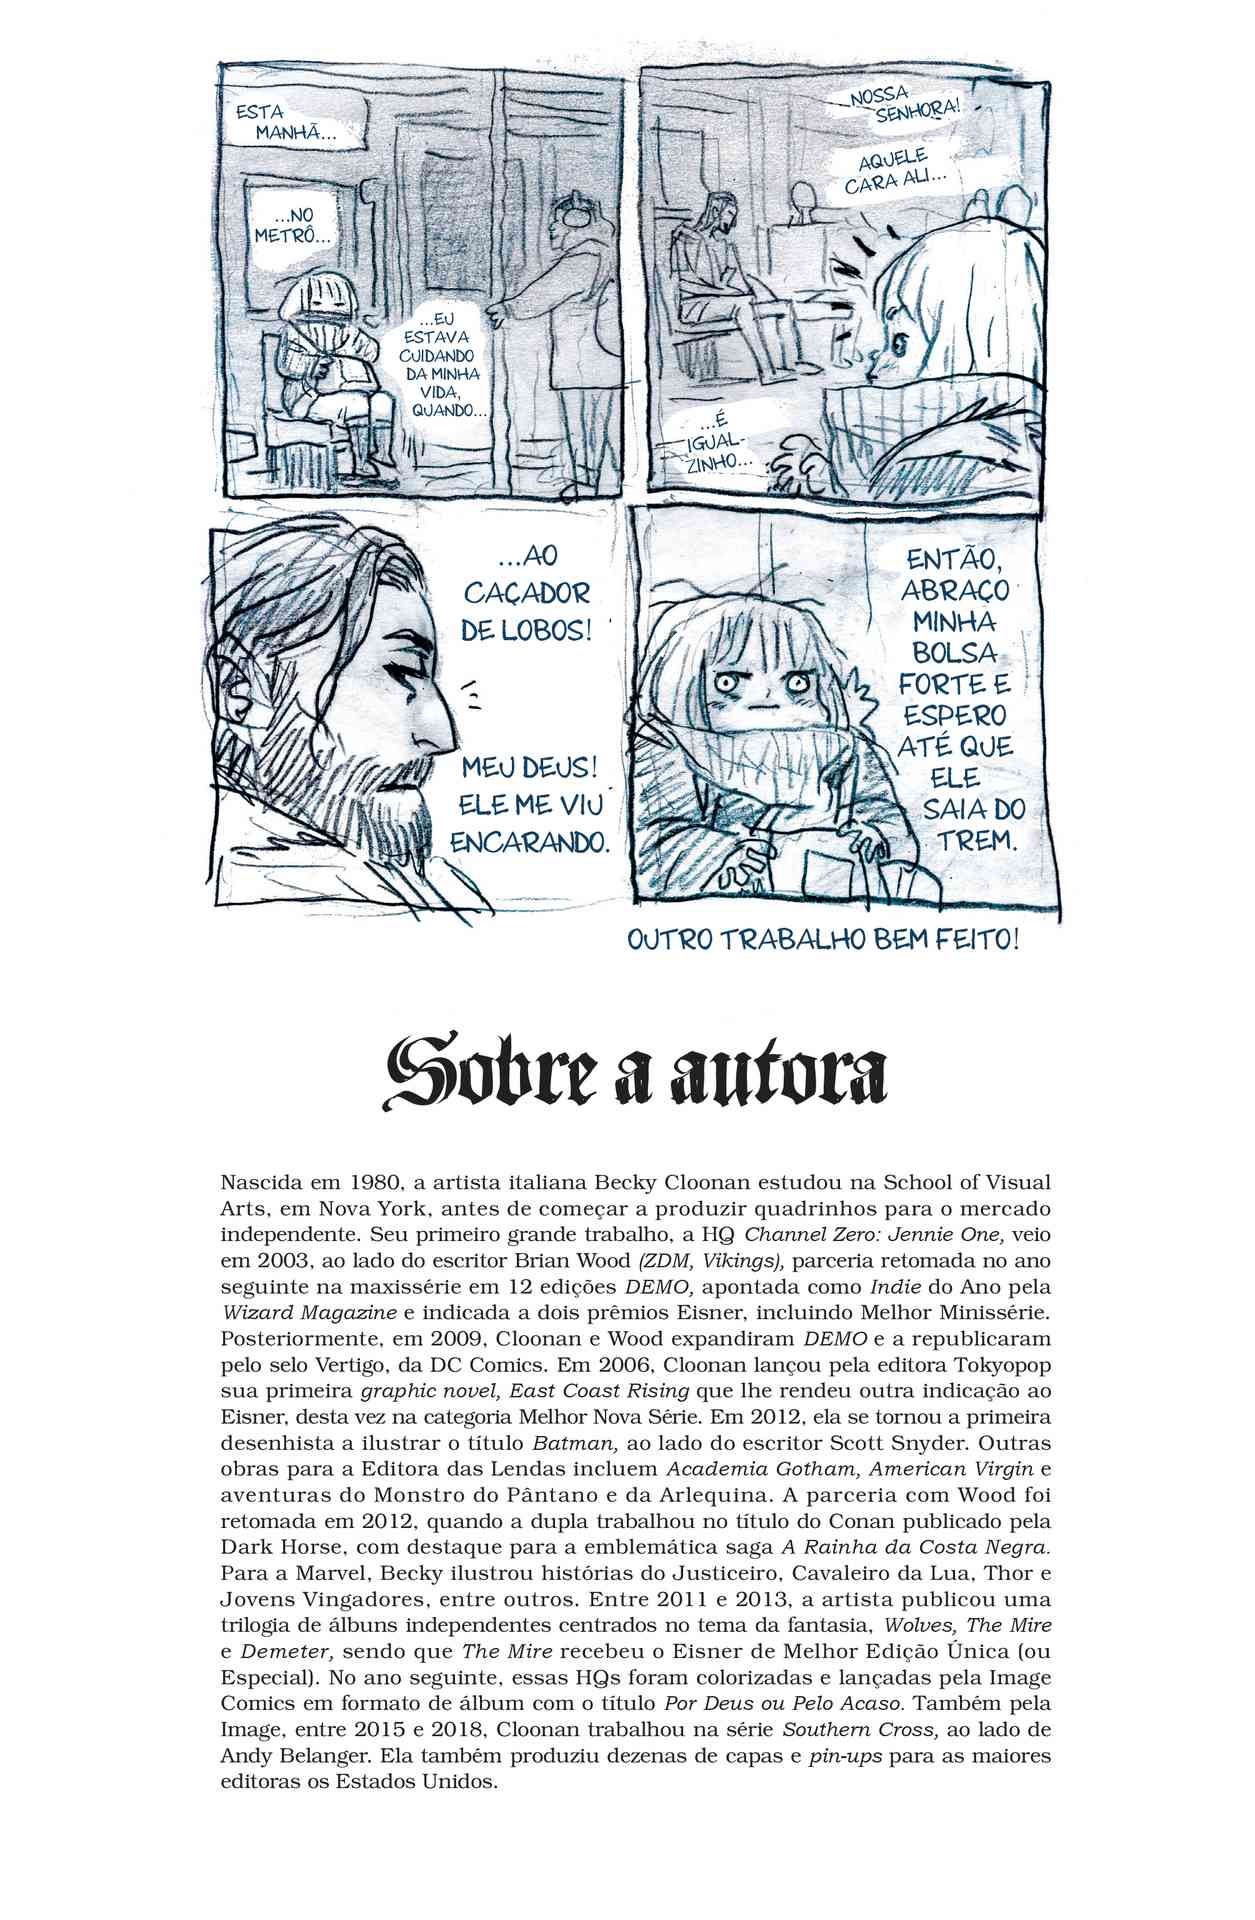 ESTA
MANHÃ...
...NO
METRÔ...
...EU
ESTAVA
CUIDANDO
DA MINHA
VIDA,
QUANDO...
NOSSA
SENHORA!
AQUELE
CARA ALI...
...É
IGUAL-
ZINHO...
...AO
CAÇADOR
DE LOBOS!
MEU DEUS!
ELE ME VIU
ENCARANDO.
ENTÃO,
ABRAÇO
MINHA
BOLSA
FORTE E
ESPERO
ATÉ QUE
ELE
SAIA DO
TREM.
OUTRO TRABALHO BEM FEITO!
Sobre a autora
Nascida em 1980, a artista italiana Becky Cloonan estudou na School of Visual
Arts, em Nova York, antes de começar a produzir quadrinhos para o mercado
independente. Seu primeiro grande trabalho, a HQ Channel Zero: Jennie One, veio
em 2003, ao lado do escritor Brian Wood (ZDM, Vikings), parceria retomada no ano
seguinte na maxissérie em 12 edições DEMO, apontada como Indie do Ano pela
Wizard Magazine e indicada a dois prêmios Eisner, incluindo Melhor Minissérie.
Posteriormente, em 2009, Cloonan e Wood expandiram DEMO e a republicaram
pelo selo Vertigo, da DC Comics. Em 2006, Cloonan lançou pela editora Tokyopop
sua primeira graphic novel, East Coast Rising que lhe rendeu outra indicação ao
Eisner, desta vez na categoria Melhor Nova Série. Em 2012, ela se tornou a primeira
desenhista a ilustrar o título Batman, ao lado do escritor Scott Snyder. Outras
obras para a Editora das Lendas incluem Academia Gotham, American Virgin e
aventuras do Monstro do Pântano e da Arlequina. A parceria com Wood foi
retomada em 2012, quando a dupla trabalhou no título do Conan publicado pela
Dark Horse, com destaque para a emblemática saga A Rainha da Costa Negra.
Para a Marvel, Becky ilustrou histórias do Justiceiro, Cavaleiro da Lua, Thor e
Jovens Vingadores, entre outros. Entre 2011 e 2013, a artista publicou uma
trilogia de álbuns independentes centrados no tema da fantasia, Wolves, The Mire
e Demeter, sendo que The Mire recebeu o Eisner de Melhor Edição Única (ou
Especial). No ano seguinte, essas HQs foram colorizadas e lançadas pela Image
Comics em formato de álbum com o título Por Deus ou Pelo Acaso. Também pela
Image, entre 2015 e 2018, Cloonan trabalhou na série Southern Cross, ao lado de
Andy Belanger. Ela também produziu dezenas de capas e pin-ups para as maiores
editoras os Estados Unidos.